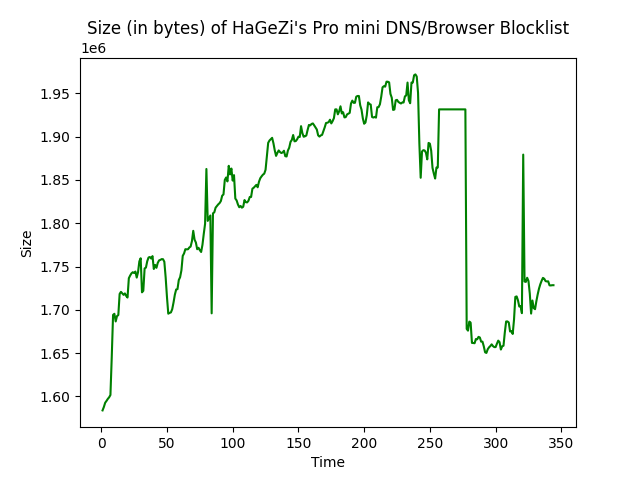 Size (in bytes) of HaGeZi's Pro mini DNS/Browser Blocklist
1e6
1.95
1.90
1.85
1.80
1.75
1.70
1.65
1.60
Size
0 50 100 150 200 250 300 350
Time